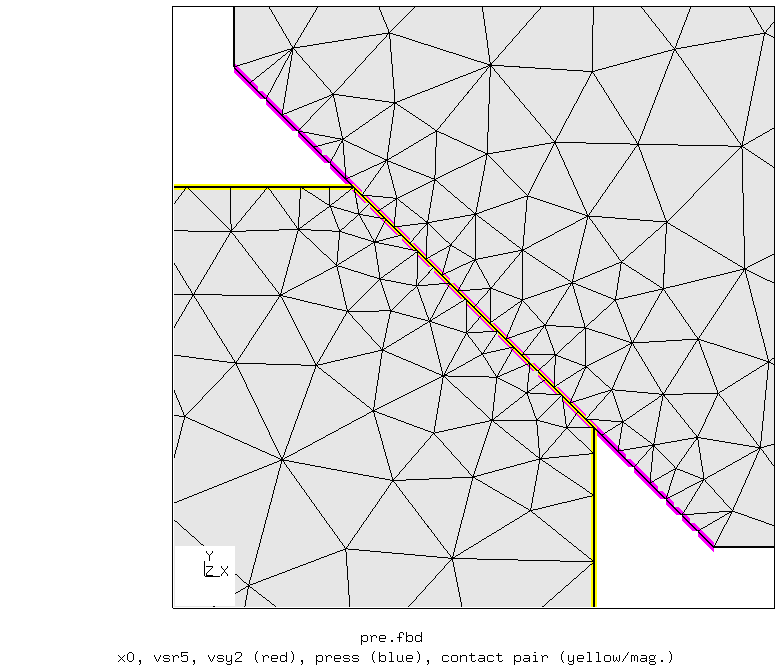 Y
Z X
pre.fbd
x0, vsr5, vsy2 (red), press (blue), contact pair (yellow/mag.)